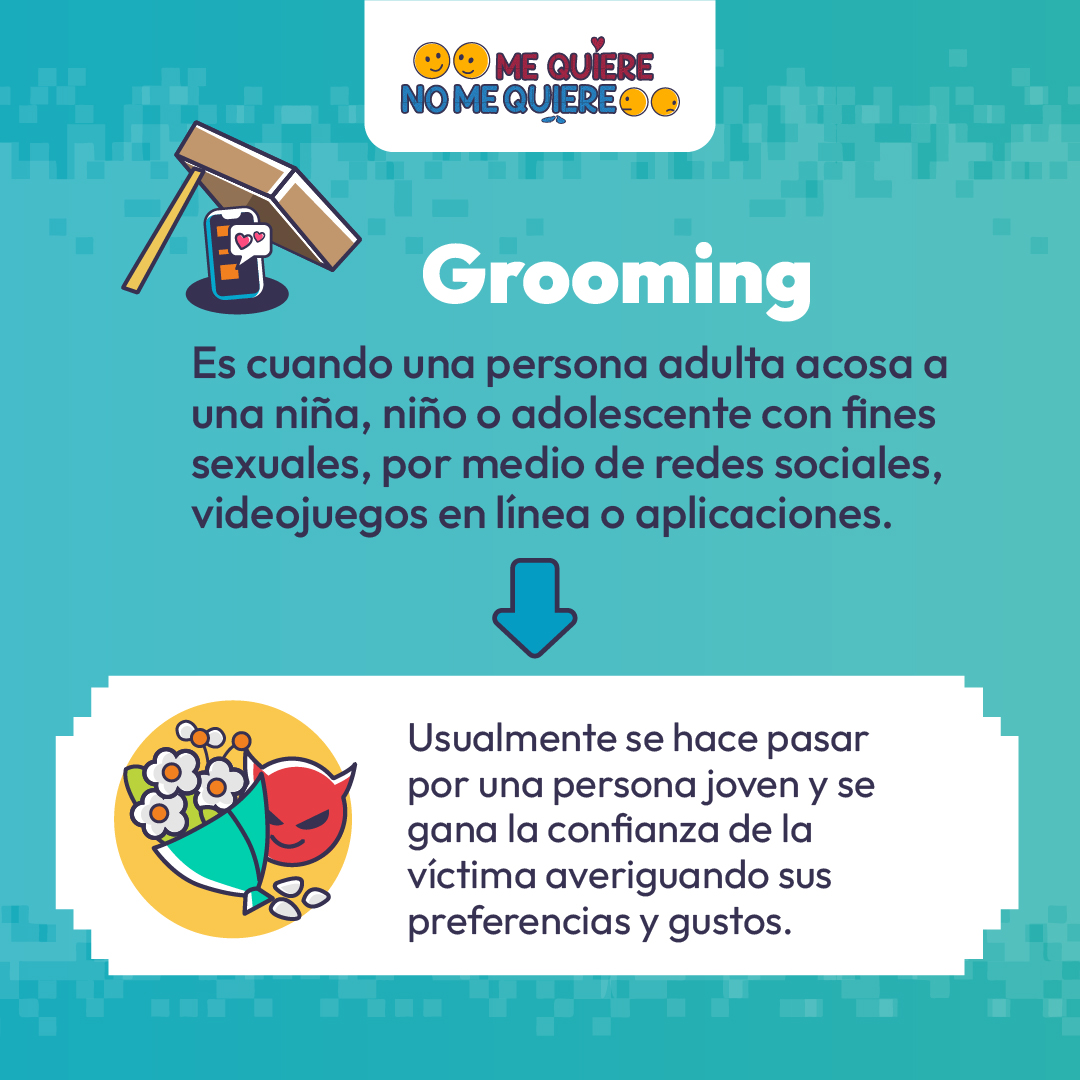 ME QUIERE
NO ME QUIERE
Grooming
Es cuando una persona adulta acosa a
una niña, niño o adolescente con fines
sexuales, por medio de redes sociales,
videojuegos en línea o aplicaciones.
Usualmente se hace pasar
por una persona joven y se
gana la confianza de la
víctima averiguando sus
preferencias y gustos.